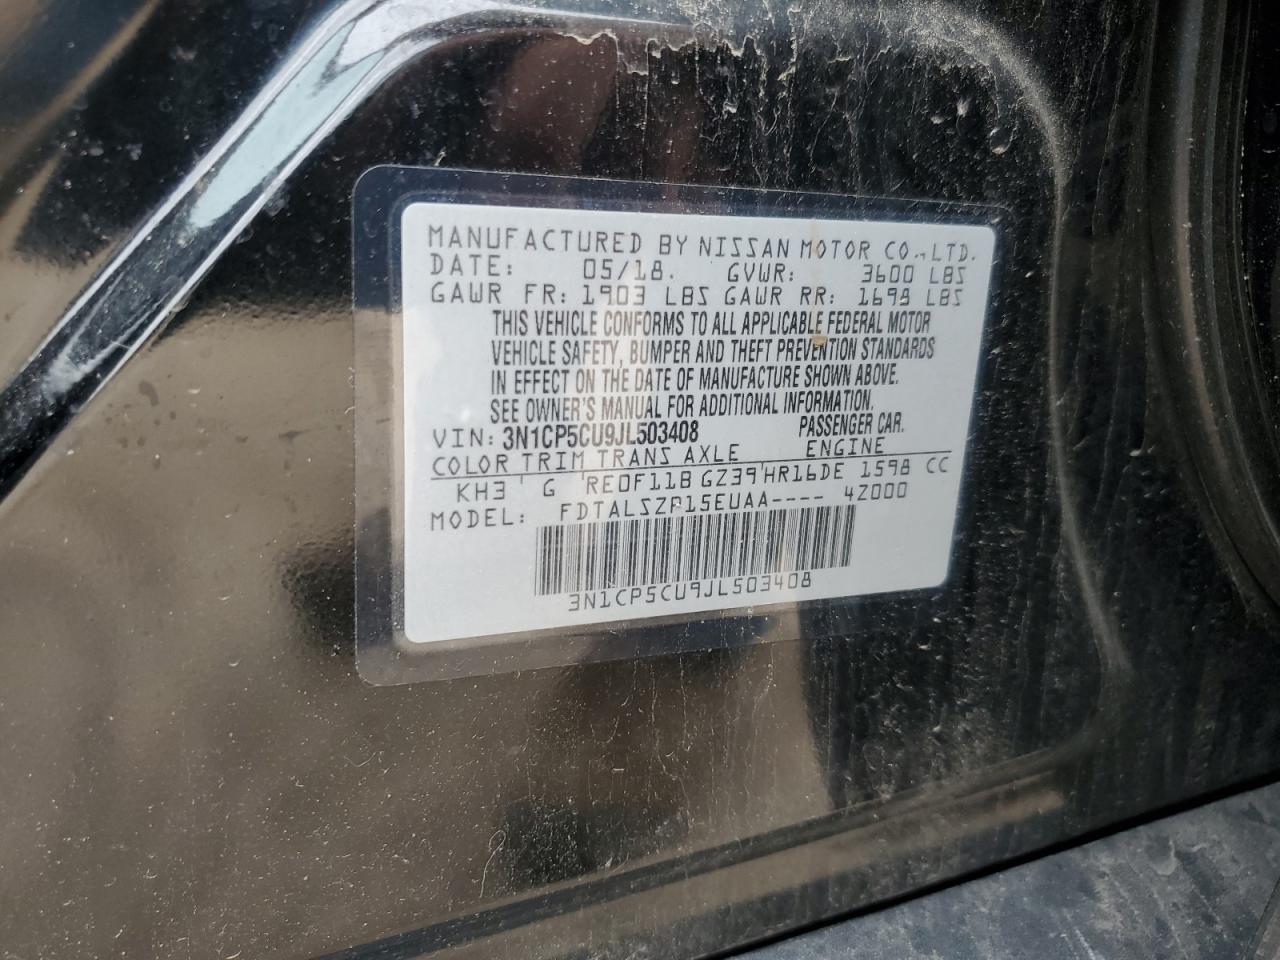 MANUFACTURED BY NISSAN MOTOR CO., LTD.
DATE: 05/18. GVWR: 3600 LBS
GAWR FR: 1903 LBS GAWR RR: 1698 LBS
THIS VEHICLE CONFORMS TO ALL APPLICABLE FEDERAL MOTOR
VEHICLE SAFETY, BUMPER AND THEFT PREVENTION STANDARDS
IN EFFECT ON THE DATE OF MANUFACTURE SHOWN ABOVE.
SEE OWNER'S MANUAL FOR ADDITIONAL INFORMATION.
VIN: 3N1CP5CU9JL503408 PASSENGER CAR.
COLOR TRIM TRANS AXLE ENGINE
KH3 ' G 'RE0F11B GZ39'HR16DE 1598 CC
MODEL: FDTALSZP15EUAA---- 4Z000
3N1CP5CU9JL503408